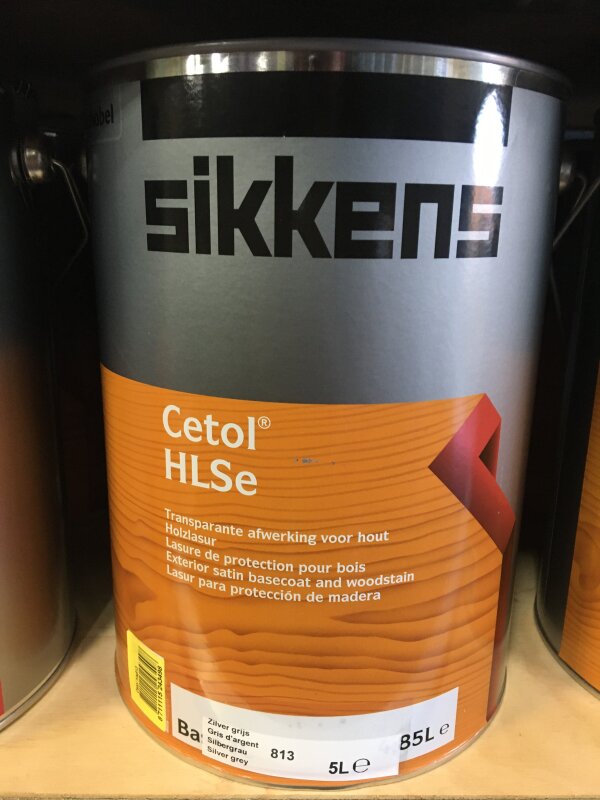 sikkens
Cetol®
HLSe
Transparante afwerking voor hout
Holzlasur
Lasure de protection pour bois
Exterior satin basecoat and woodstain
Lasur para protección de madera
Zilver grijs
Gris d'argent
Silbergrau
Silver grey
813
5L ℮
85L ℮